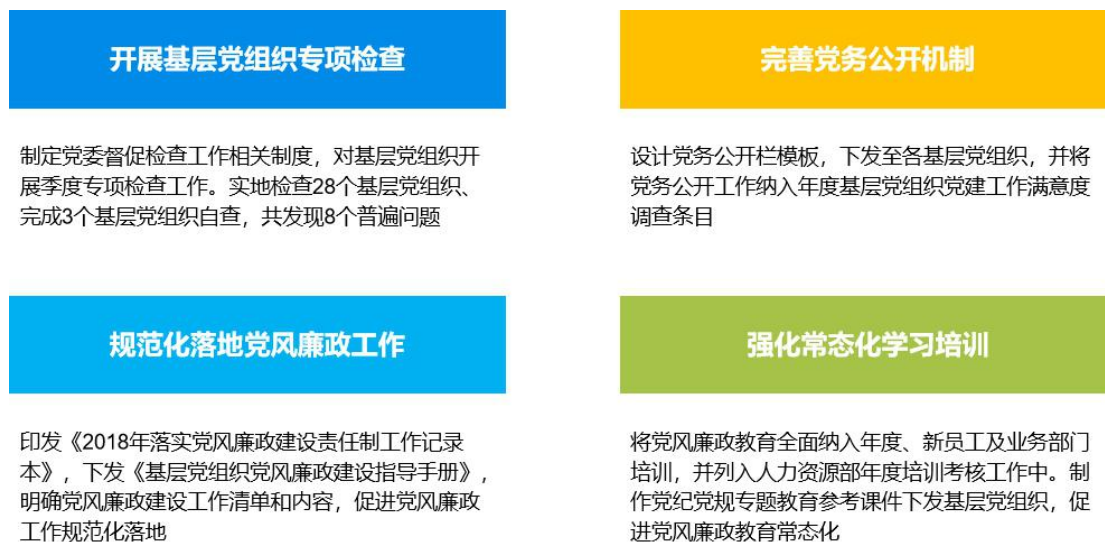 开展基层党组织专项检查
制定党委督促检查工作相关制度，对基层党组织开
展季度专项检查工作。实地检查28个基层党组织、
完成3个基层党组织自查，共发现8个普遍问题
完善党务公开机制
设计党务公开栏模板，下发至各基层党组织，并将
党务公开工作纳入年度基层党组织党建工作满意度
调查条目
规范化落地党风廉政工作
印发《2018年落实党风廉政建设责任制工作记录
本》，下发《基层党组织党风廉政建设指导手册》，
明确党风廉政建设工作清单和内容，促进党风廉政
工作规范化落地
强化常态化学习培训
将党风廉政教育全面纳入年度、新员工及业务部门
培训，并列入人力资源部年度培训考核工作中。制
作党纪党规专题教育参考课件下发基层党组织，促
进党风廉政教育常态化